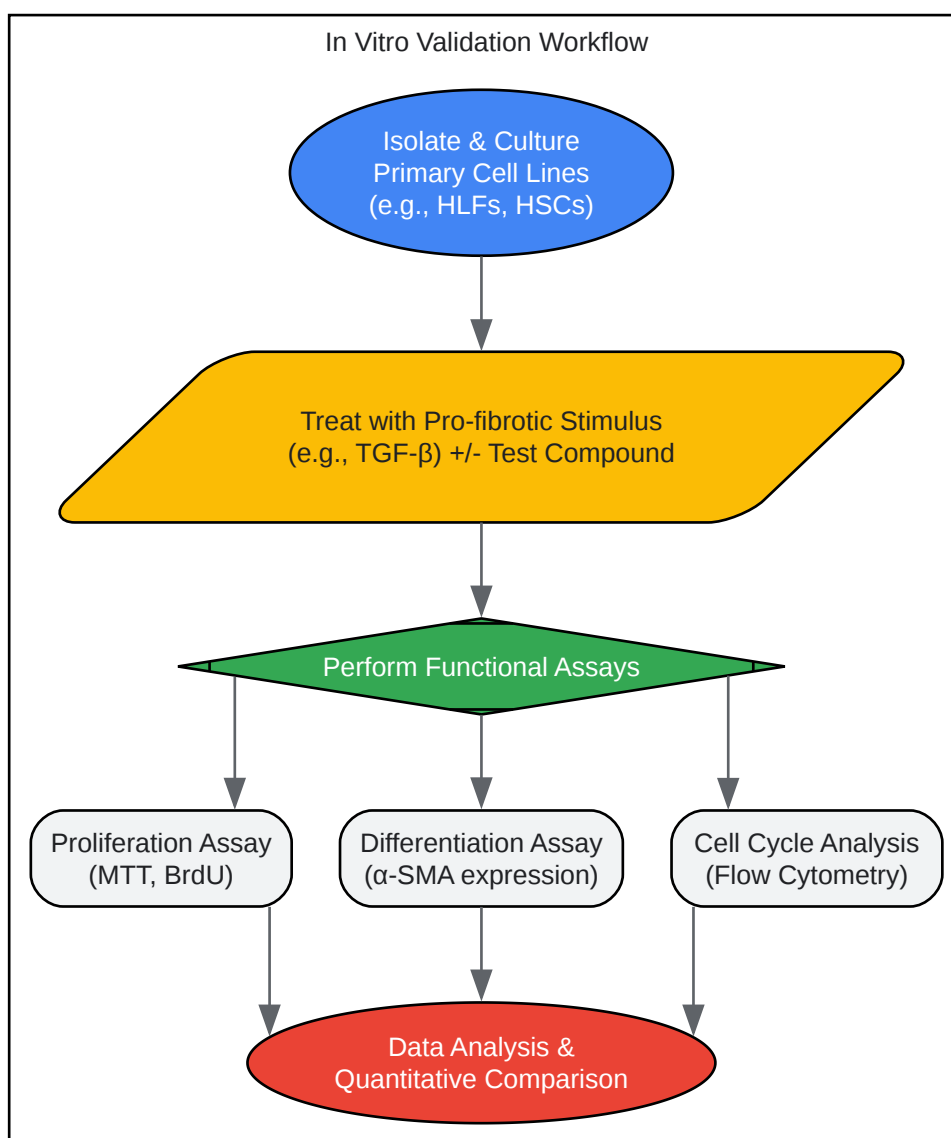 In Vitro Validation Workflow
Isolate & Culture
Primary Cell Lines
(e.g., HLFs, HSCs)
Treat with Pro-fibrotic Stimulus
(e.g., TGF-β) +/- Test Compound
Perform Functional Assays
Proliferation Assay
(MTT, BrdU)
Differentiation Assay
(α-SMA expression)
Cell Cycle Analysis
(Flow Cytometry)
Data Analysis &
Quantitative Comparison